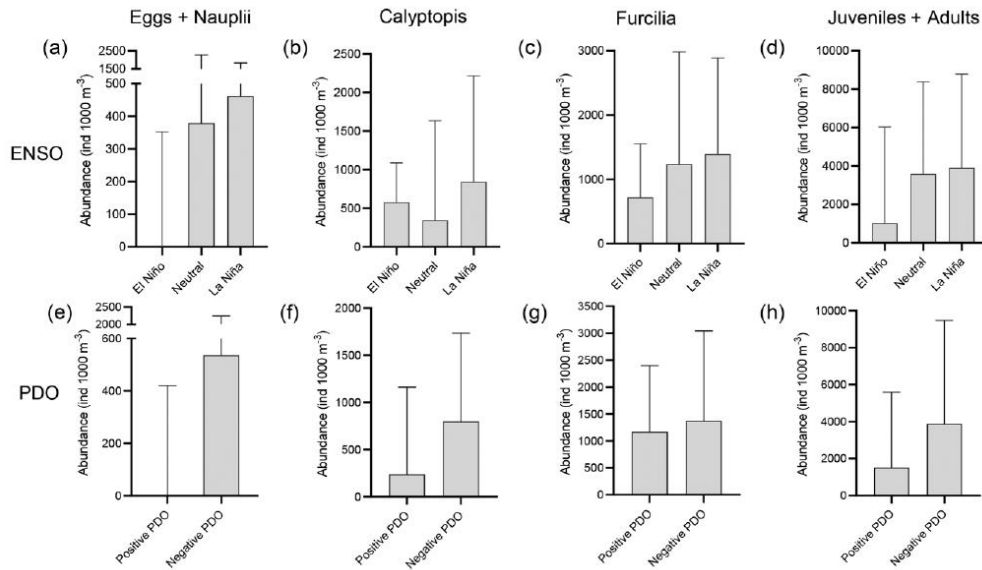 Eggs + Nauplii
Calyptopis
Furcilia
Juveniles + Adults
ENSO
(a)
Abundance (ind 1000 m⁻³)
2500
1500
500
400
300
200
100
0
El Niño
Neutral
La Niña
(b)
Abundance (ind 1000 m⁻³)
2500
2000
1500
1000
500
0
El Niño
Neutral
La Niña
(c)
Abundance (ind 1000 m⁻³)
3000
2000
1000
0
El Niño
Neutral
La Niña
(d)
Abundance (ind 1000 m⁻³)
10000
8000
6000
4000
2000
0
El Niño
Neutral
La Niña
PDO
(e)
Abundance (ind 1000 m⁻³)
2500
2000
600
400
200
0
Positive PDO
Negative PDO
(f)
Abundance (ind 1000 m⁻³)
2000
1500
1000
500
0
Positive PDO
Negative PDO
(g)
Abundance (ind 1000 m⁻³)
3500
3000
2500
2000
1500
1000
500
0
Positive PDO
Negative PDO
(h)
Abundance (ind 1000 m⁻³)
10000
8000
6000
4000
2000
0
Positive PDO
Negative PDO